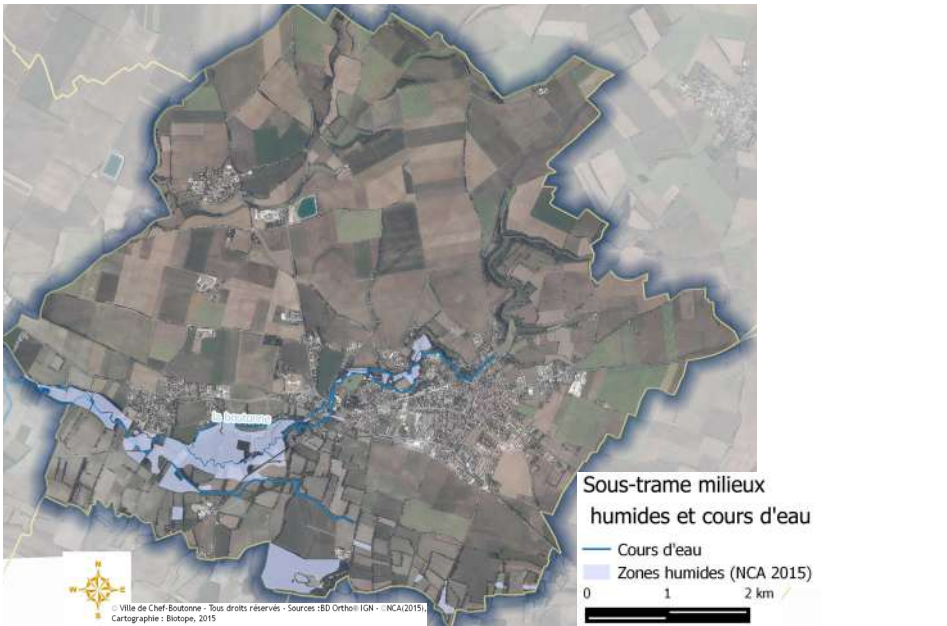 la boutonne
Sous-trame milieux
humides et cours d'eau
Cours d'eau
Zones humides (NCA 2015)
0 1 2 km
N
W E
S
© Ville de Chef-Boutonne - Tous droits réservés - Sources :BD Ortho® IGN - ©NCA(2015),
Cartographie : Biotope, 2015